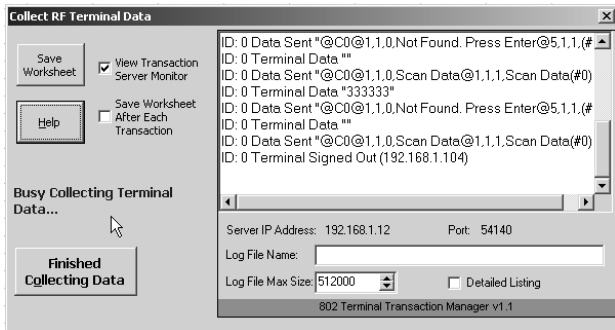 Collect RF Terminal Data
X
Save
Worksheet
View Transaction
Server Monitor
Help
Save Worksheet
After Each
Transaction
Busy Collecting Terminal
Data...
Finished
Collecting Data
ID: 0 Data Sent "@C0@1,1,0,Not Found. Press Enter@5,1,1,(#
ID: 0 Terminal Data ""
ID: 0 Data Sent "@C0@1,1,0,Scan Data@1,1,1,Scan Data(#0)
ID: 0 Terminal Data "333333"
ID: 0 Data Sent "@C0@1,1,0,Not Found. Press Enter@5,1,1,(#
ID: 0 Terminal Data ""
ID: 0 Data Sent "@C0@1,1,0,Scan Data@1,1,1,Scan Data(#0)
ID: 0 Terminal Signed Out (192.168.1.104)
Server IP Address: 192.168.1.12 Port: 54140
Log File Name:
Log File Max Size: 512000 Detailed Listing
802 Terminal Transaction Manager v1.1